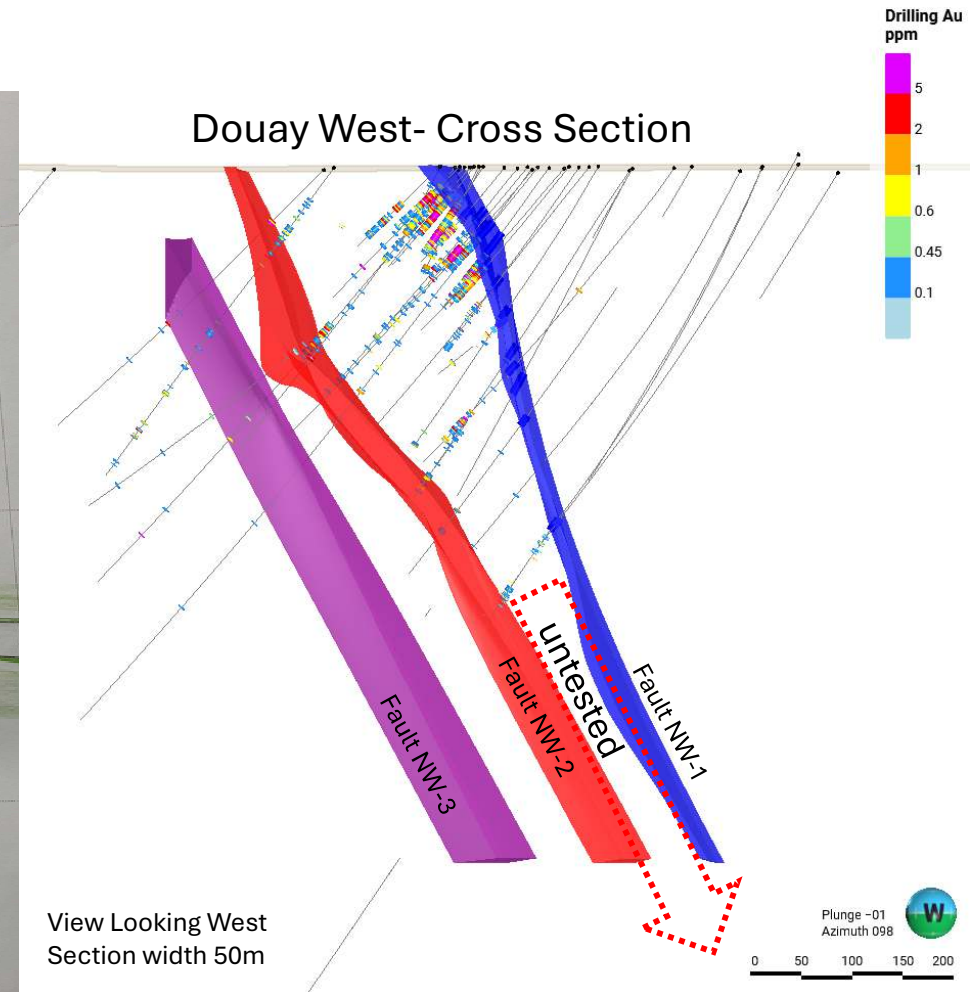 Drilling Au
ppm
5
2
1
0.6
0.45
0.1
Douay West- Cross Section
untested
Fault NW-1
Fault NW-2
Fault NW-3
View Looking West
Section width 50m
Plunge −01
Azimuth 098
W
0 50 100 150 200